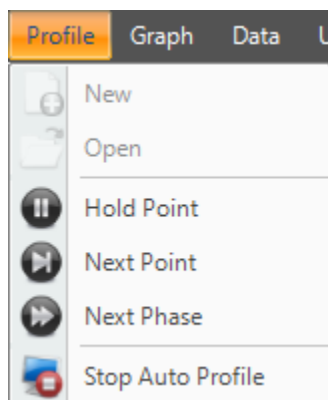 Profile Graph Data
New
Open
Hold Point
Next Point
Next Phase
Stop Auto Profile